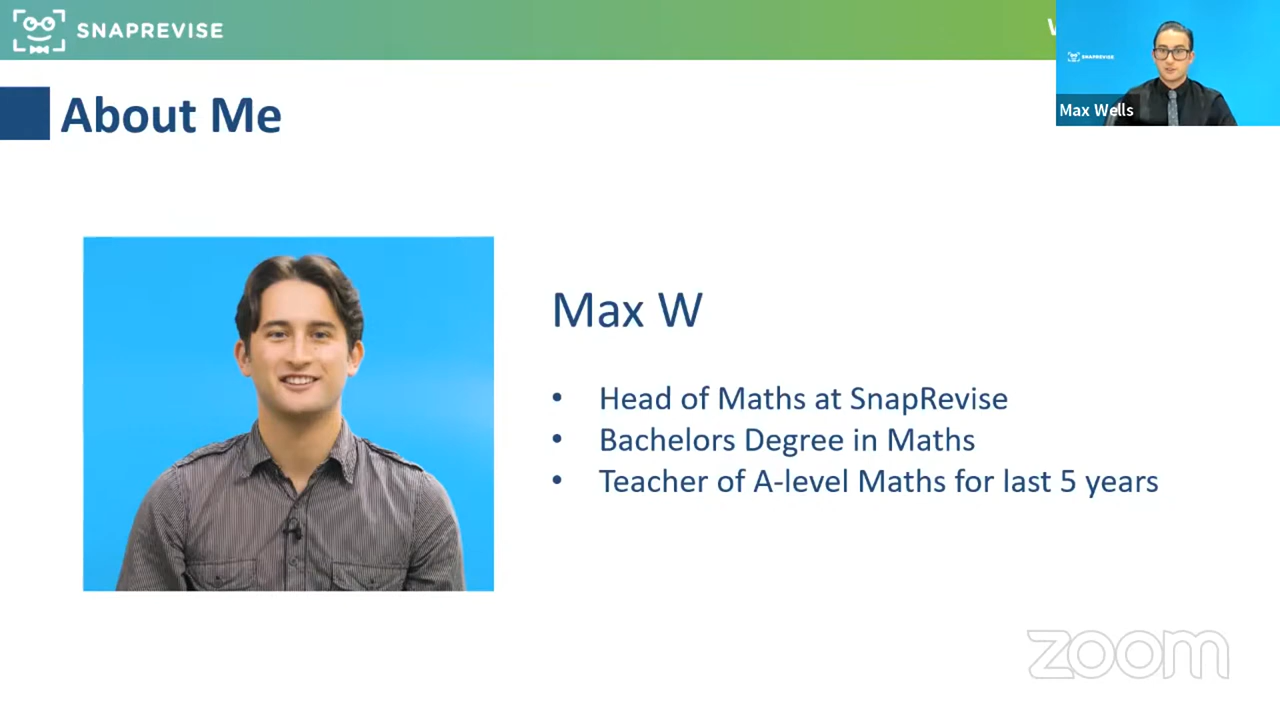 SNAPREVISE
SNAPREVISE
Max Wells
About Me
Max W
• Head of Maths at SnapRevise
• Bachelors Degree in Maths
• Teacher of A-level Maths for last 5 years
zoom